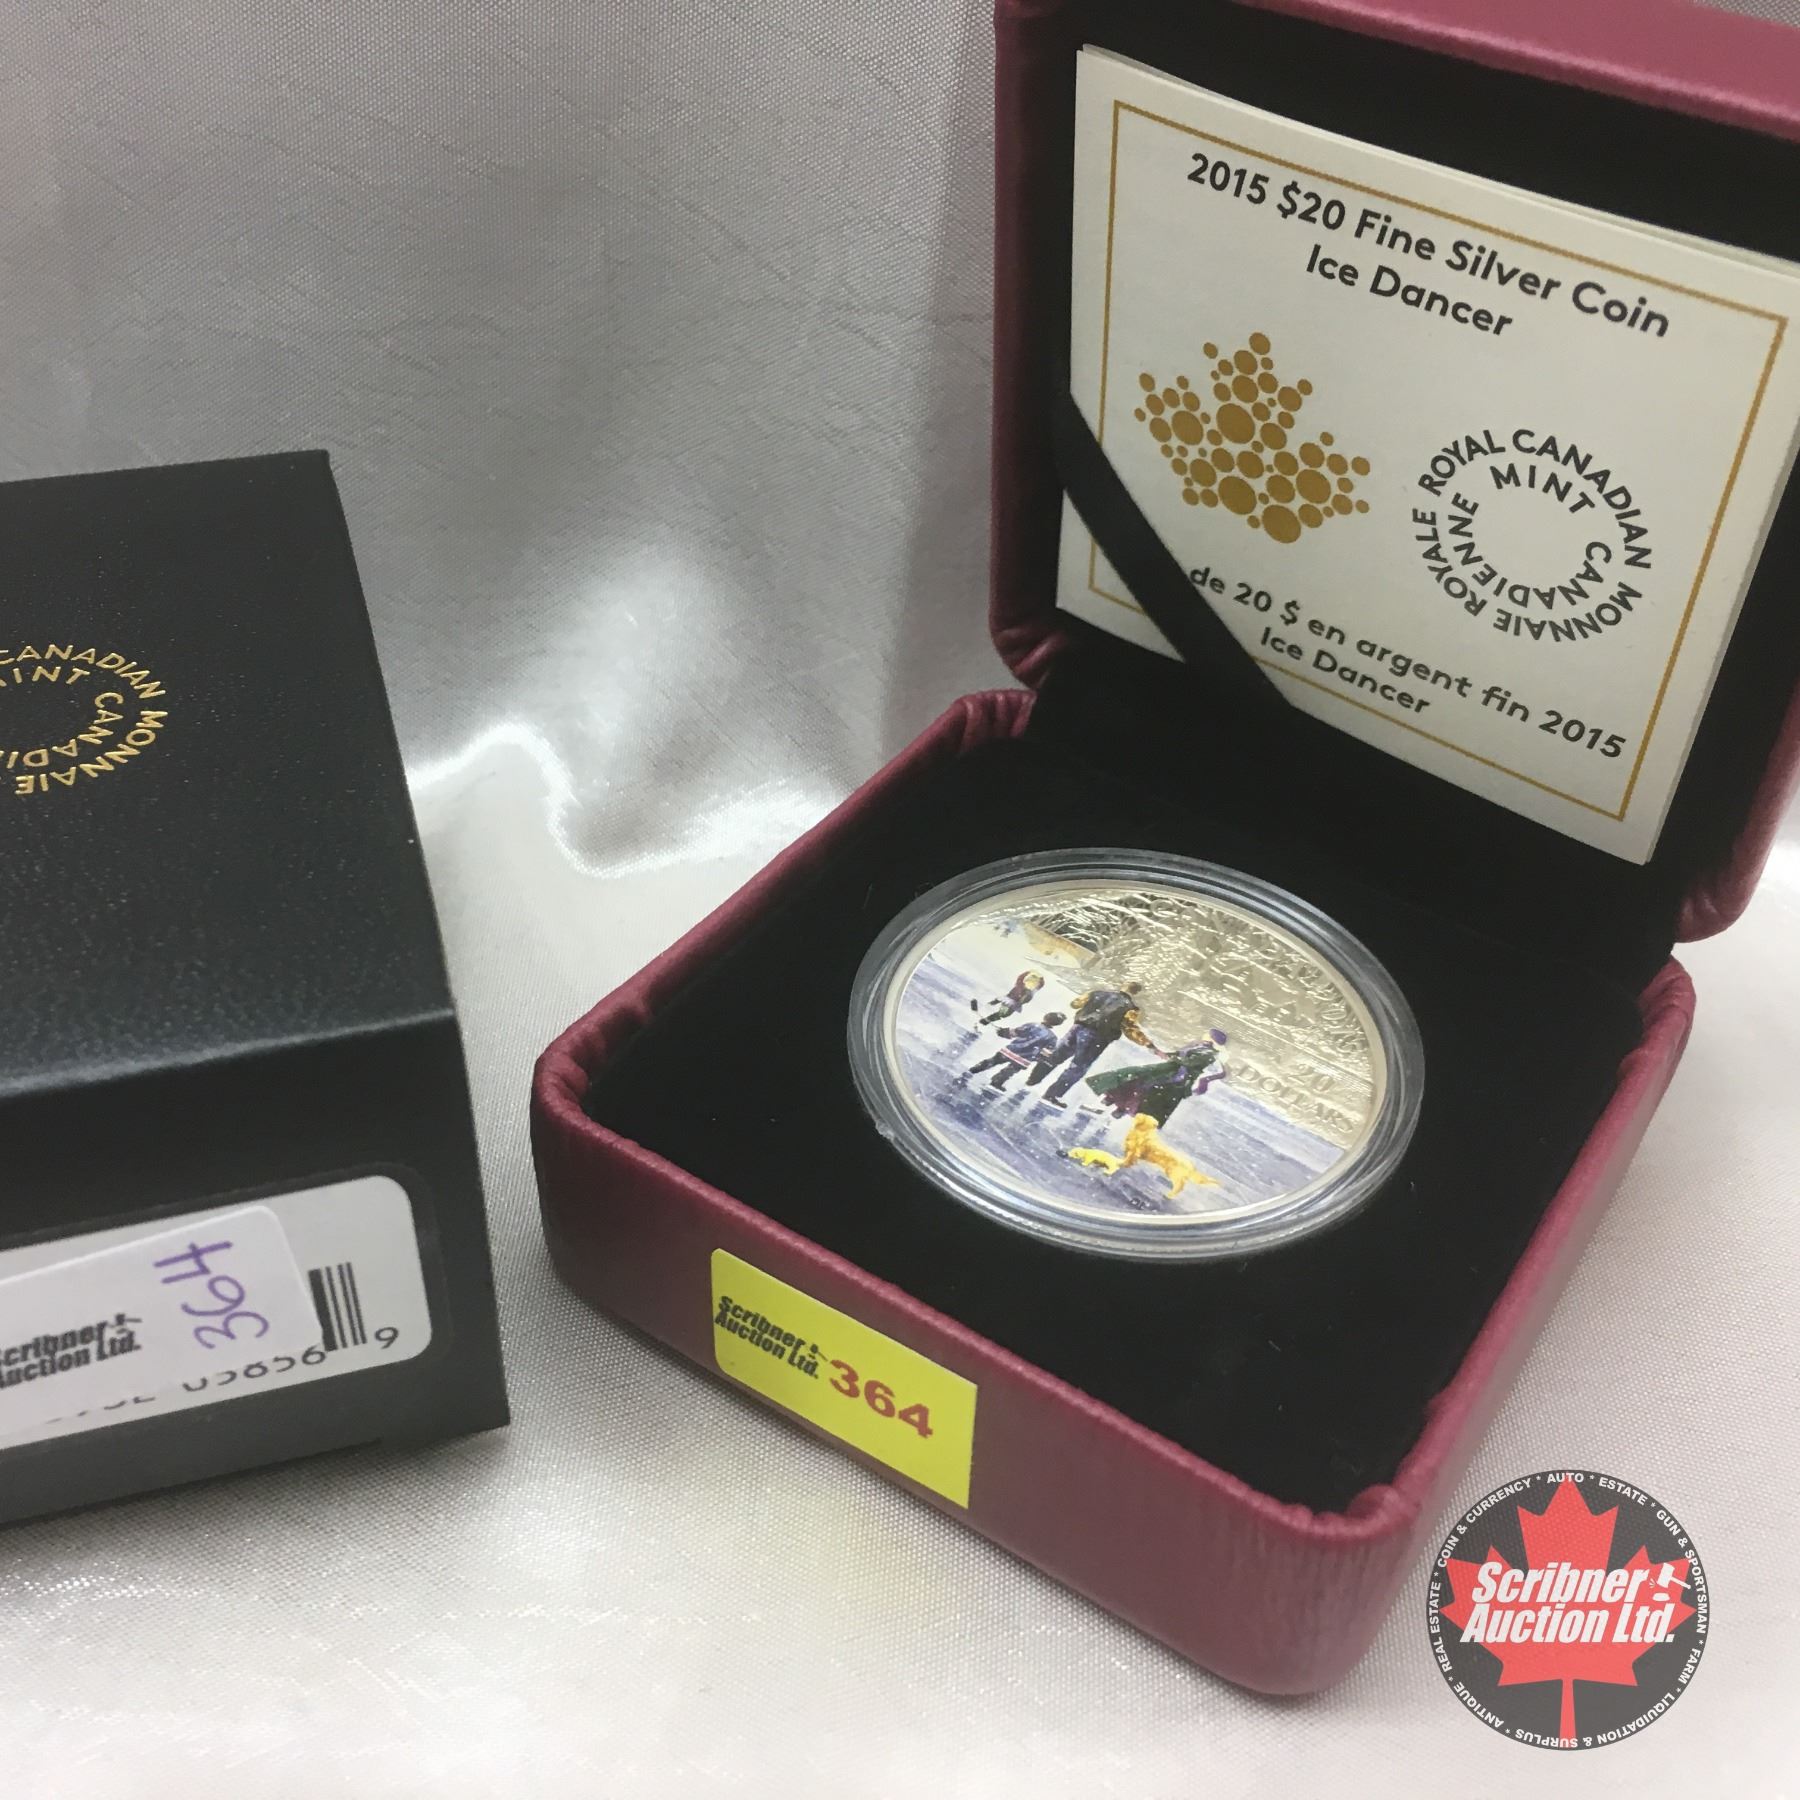 2015 $20 Fine Silver Coin
Ice Dancer
ROYAL CANADIAN MINT
MONNAIE ROYALE CANADIENNE
de 20 $ en argent fin 2015
Ice Dancer
CANADIAN
MINT
MONNAIE
364
Auction Ltd.
9
20
DOLLARS
Scribner
Auction Ltd.
364
COIN & CURRENCY * AUTO * ESTATE * GUN & SPORTSMAN * FARM * LIQUIDATION & SURPLUS * ANTIQUE * REAL ESTATE *
Scribner
Auction Ltd.